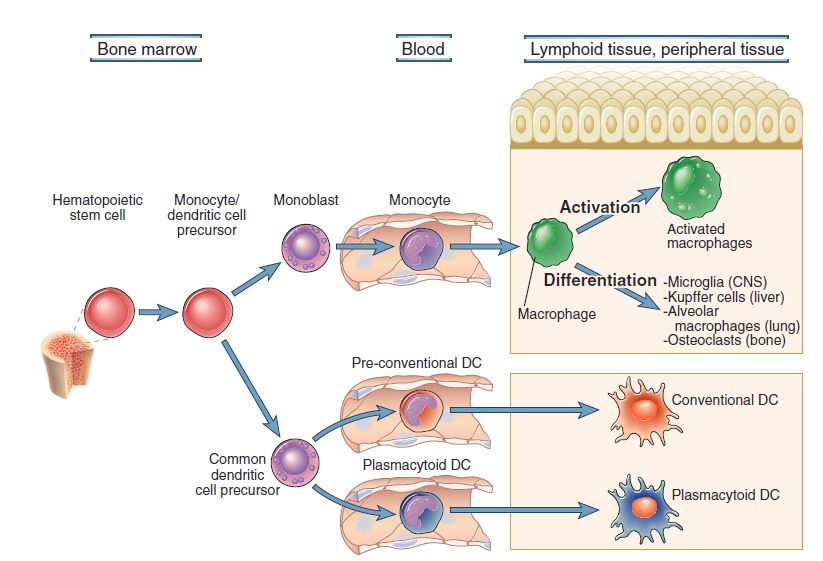 Bone marrow
Blood
Lymphoid tissue, peripheral tissue
Hematopoietic
stem cell
Monocyte/
dendritic cell
precursor
Monoblast
Monocyte
Activation
Activated
macrophages
Macrophage
Differentiation
-Microglia (CNS)
-Kupffer cells (liver)
-Alveolar
macrophages (lung)
-Osteoclasts (bone)
Pre-conventional DC
Conventional DC
Common
dendritic
cell precursor
Plasmacytoid DC
Plasmacytoid DC